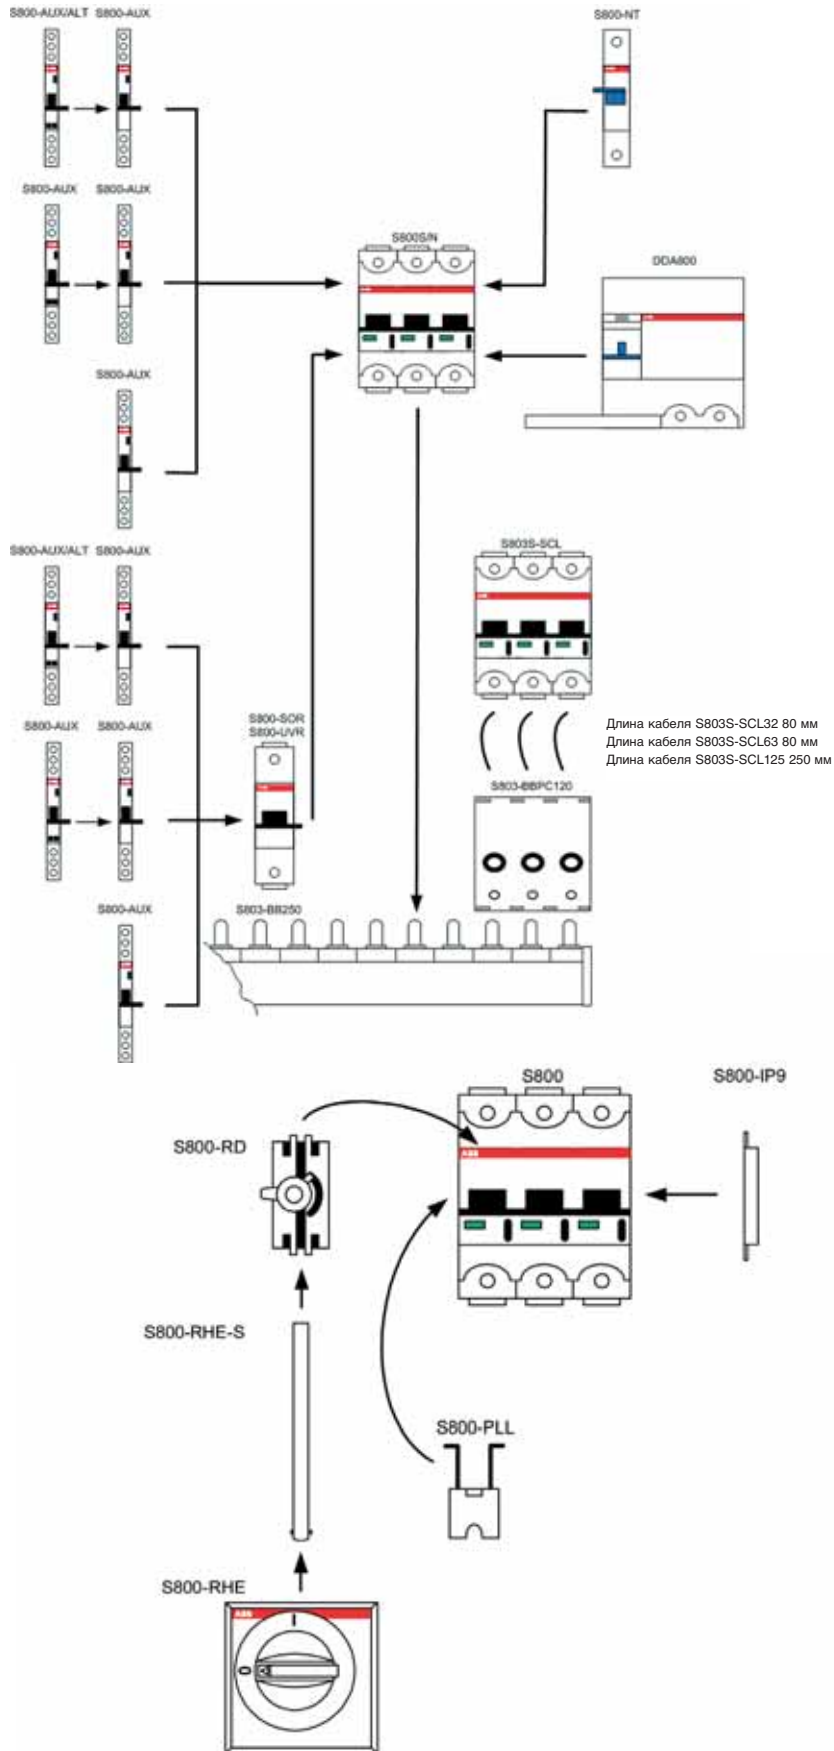 S800-AUX/ALT S800-AUX
S800-NT
S800-AUX S800-AUX
S800S/N
DDA800
S800-AUX
S803S-SCL
S800-AUX/ALT S800-AUX
S800-SOR
S800-UVR
S800-AUX S800-AUX
Длина кабеля S803S-SCL32 80 мм
Длина кабеля S803S-SCL63 80 мм
Длина кабеля S803S-SCL125 250 мм
S803-BBPC120
S800-AUX
S803-BB250
S800
S800-IP9
S800-RD
ABB
S800-RHE-S
S800-PLL
S800-RHE
ABB
I
O